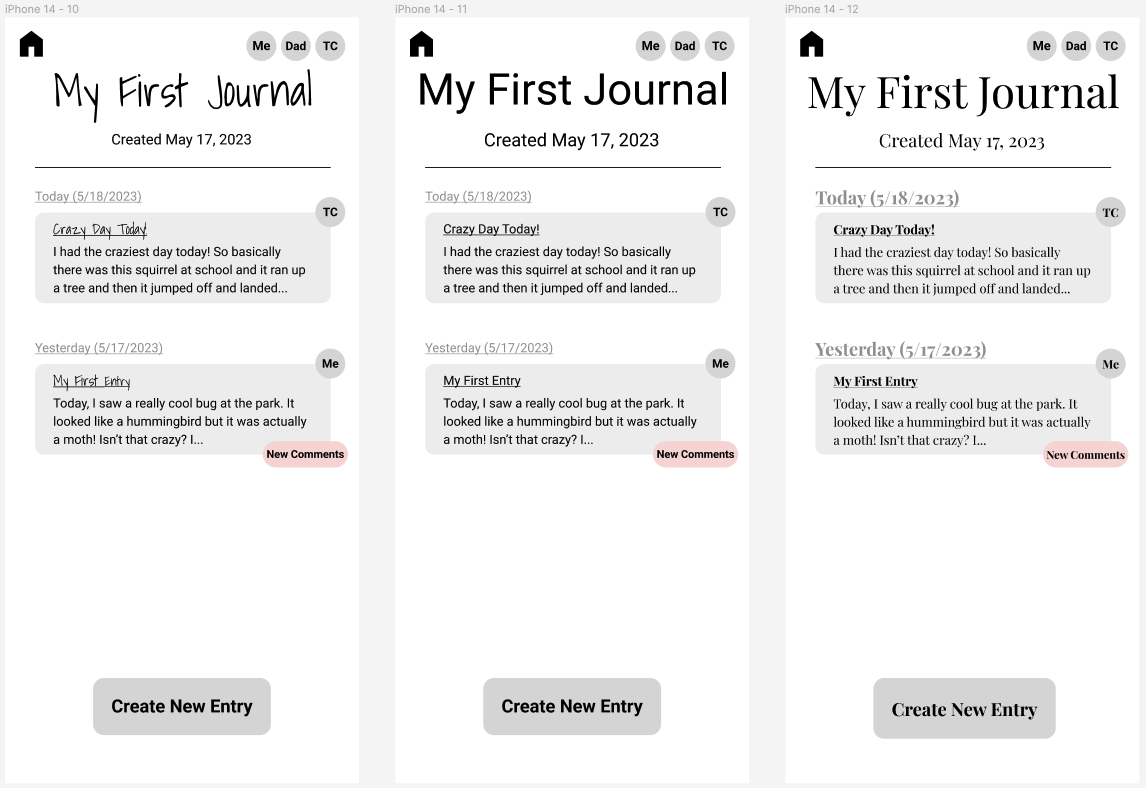 iPhone 14 - 10
Me Dad TC
My First Journal
Created May 17, 2023
Today (5/18/2023)
TC
Crazy Day Today!
I had the craziest day today! So basically
there was this squirrel at school and it ran up
a tree and then it jumped off and landed...
Yesterday (5/17/2023)
Me
My First Entry
Today, I saw a really cool bug at the park. It
looked like a hummingbird but it was actually
a moth! Isn't that crazy? I...
New Comments
Create New Entry
iPhone 14 - 11
Me Dad TC
My First Journal
Created May 17, 2023
Today (5/18/2023)
TC
Crazy Day Today!
I had the craziest day today! So basically
there was this squirrel at school and it ran up
a tree and then it jumped off and landed...
Yesterday (5/17/2023)
Me
My First Entry
Today, I saw a really cool bug at the park. It
looked like a hummingbird but it was actually
a moth! Isn't that crazy? I...
New Comments
Create New Entry
iPhone 14 - 12
Me Dad TC
My First Journal
Created May 17, 2023
Today (5/18/2023)
TC
Crazy Day Today!
I had the craziest day today! So basically
there was this squirrel at school and it ran up
a tree and then it jumped off and landed...
Yesterday (5/17/2023)
Me
My First Entry
Today, I saw a really cool bug at the park. It
looked like a hummingbird but it was actually
a moth! Isn't that crazy? I...
New Comments
Create New Entry